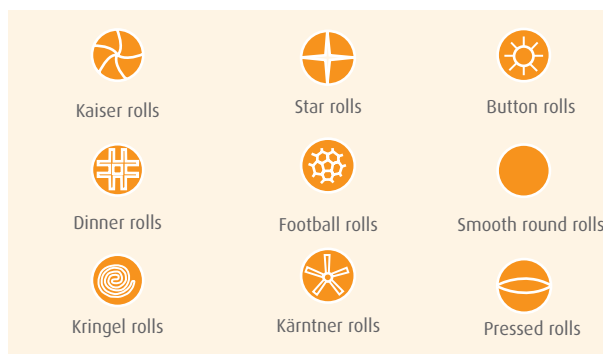 Kaiser rolls
Star rolls
Button rolls
Dinner rolls
Football rolls
Smooth round rolls
Kringel rolls
Kärntner rolls
Pressed rolls